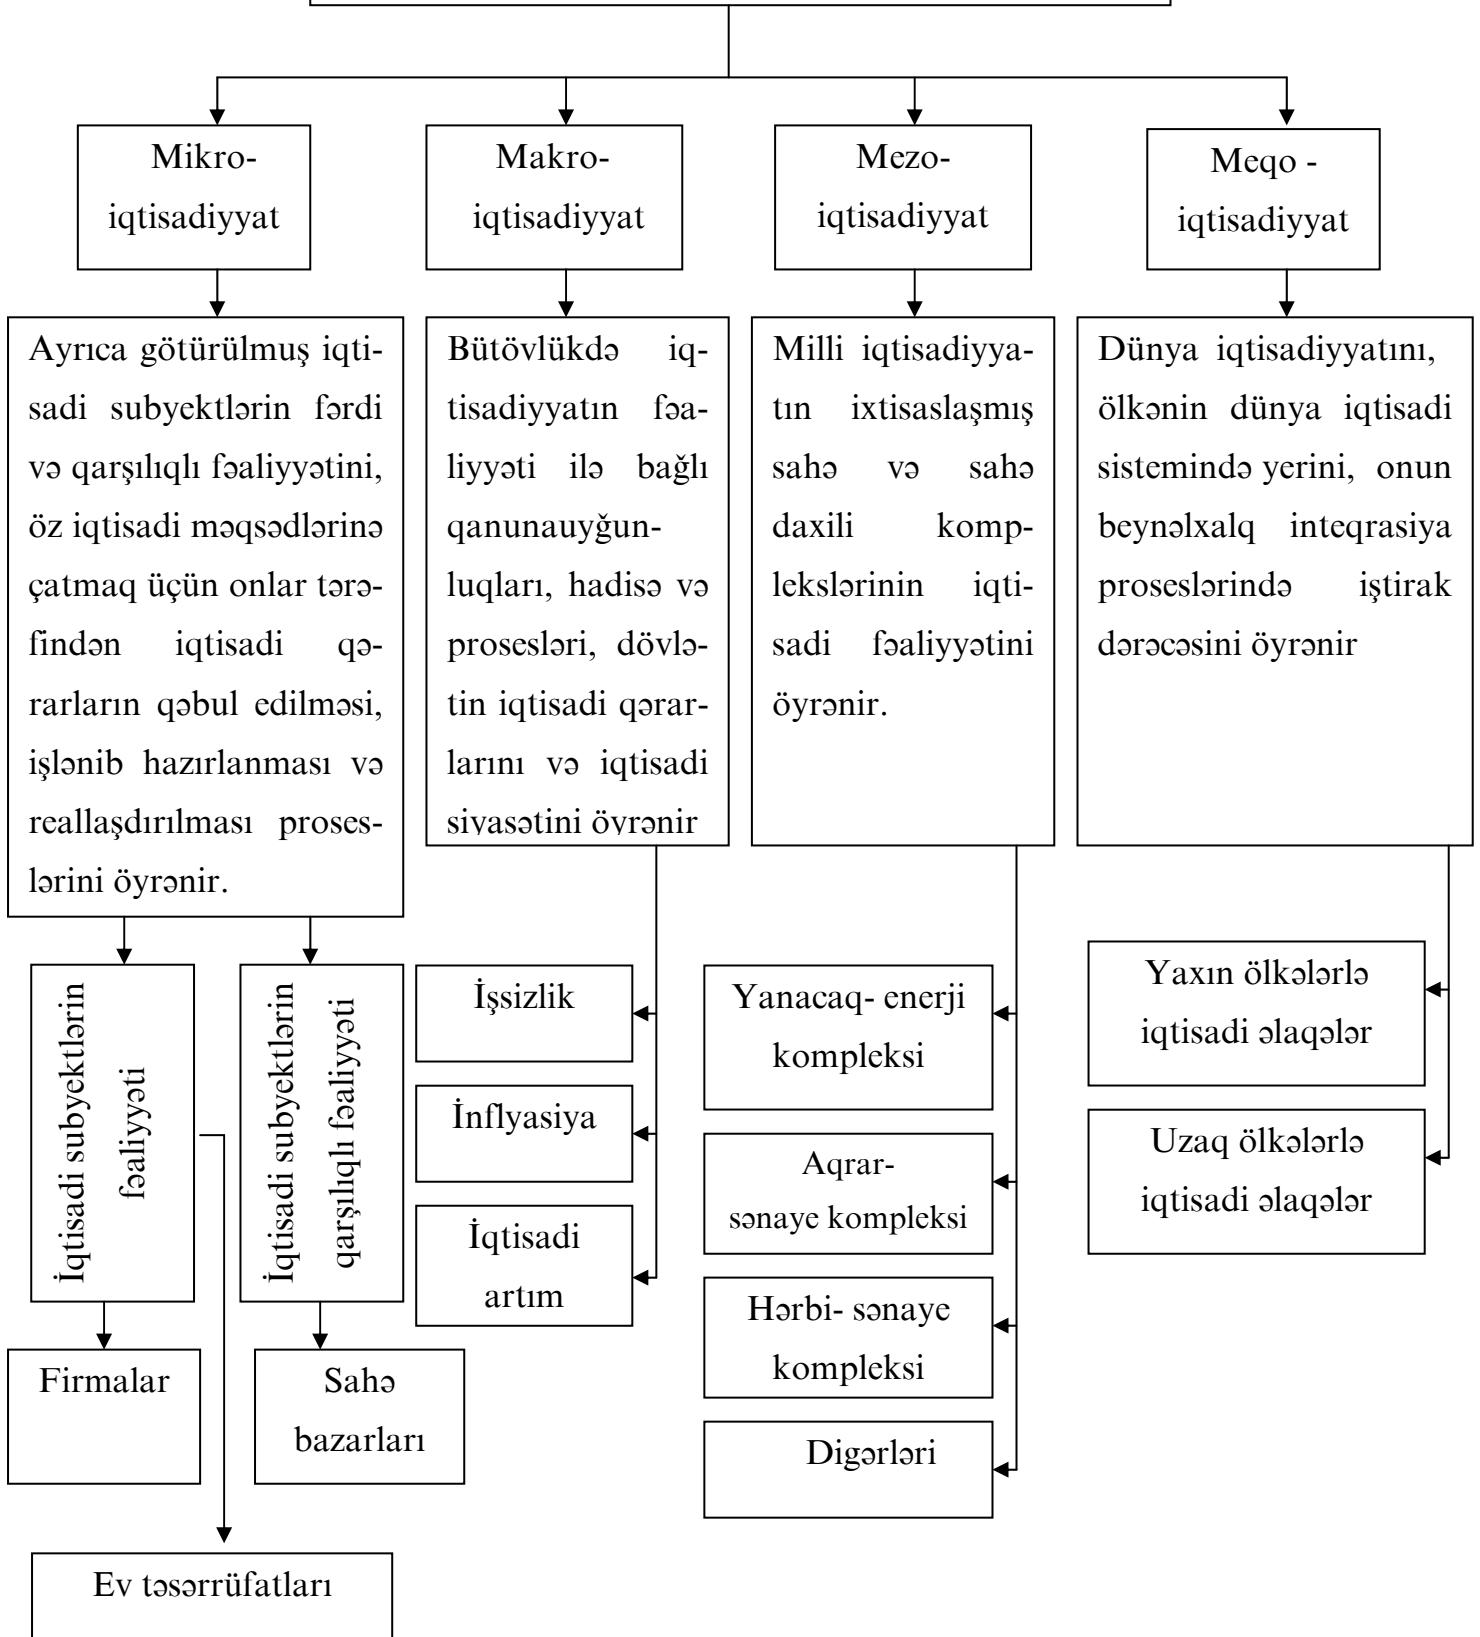 Mikro-
iqtisadiyyat
Makro-
iqtisadiyyat
Mezo-
iqtisadiyyat
Meqo -
iqtisadiyyat
Ayrıca götürülmuş iqti-
sadi subyektlərin fərdi
və qarşılıqlı fəaliyyətini,
öz iqtisadi məqsədlərinə
çatmaq üçün onlar tərə-
findən iqtisadi qə-
rarların qəbul edilməsi,
işlənib hazırlanması və
reallaşdırılması proses-
lərini öyrənir.
Bütövlükdə iq-
tisadiyyatın fəa-
liyyəti ilə bağlı
qanunauyğun-
luqları, hadisə və
prosesləri, dövlə-
tin iqtisadi qərar-
larını və iqtisadi
siyasətini öyrənir
Milli iqtisadiyya-
tın ixtisaslaşmış
sahə və sahə
daxili komp-
lekslərinin iqti-
sadi fəaliyyətini
öyrənir.
Dünya iqtisadiyyatını,
ölkənin dünya iqtisadi
sistemində yerini, onun
beynəlxalq inteqrasiya
proseslərində iştirak
dərəcəsini öyrənir
İqtisadi subyektlərin
fəaliyyəti
İqtisadi subyektlərin
qarşılıqlı fəaliyyəti
Firmalar
Sahə
bazarları
Ev təsərrüfatları
İşsizlik
İnflyasiya
İqtisadi
artım
Yanacaq- enerji
kompleksi
Aqrar-
sənaye kompleksi
Hərbi- sənaye
kompleksi
Digərləri
Yaxın ölkələrlə
iqtisadi əlaqələr
Uzaq ölkələrlə
iqtisadi əlaqələr